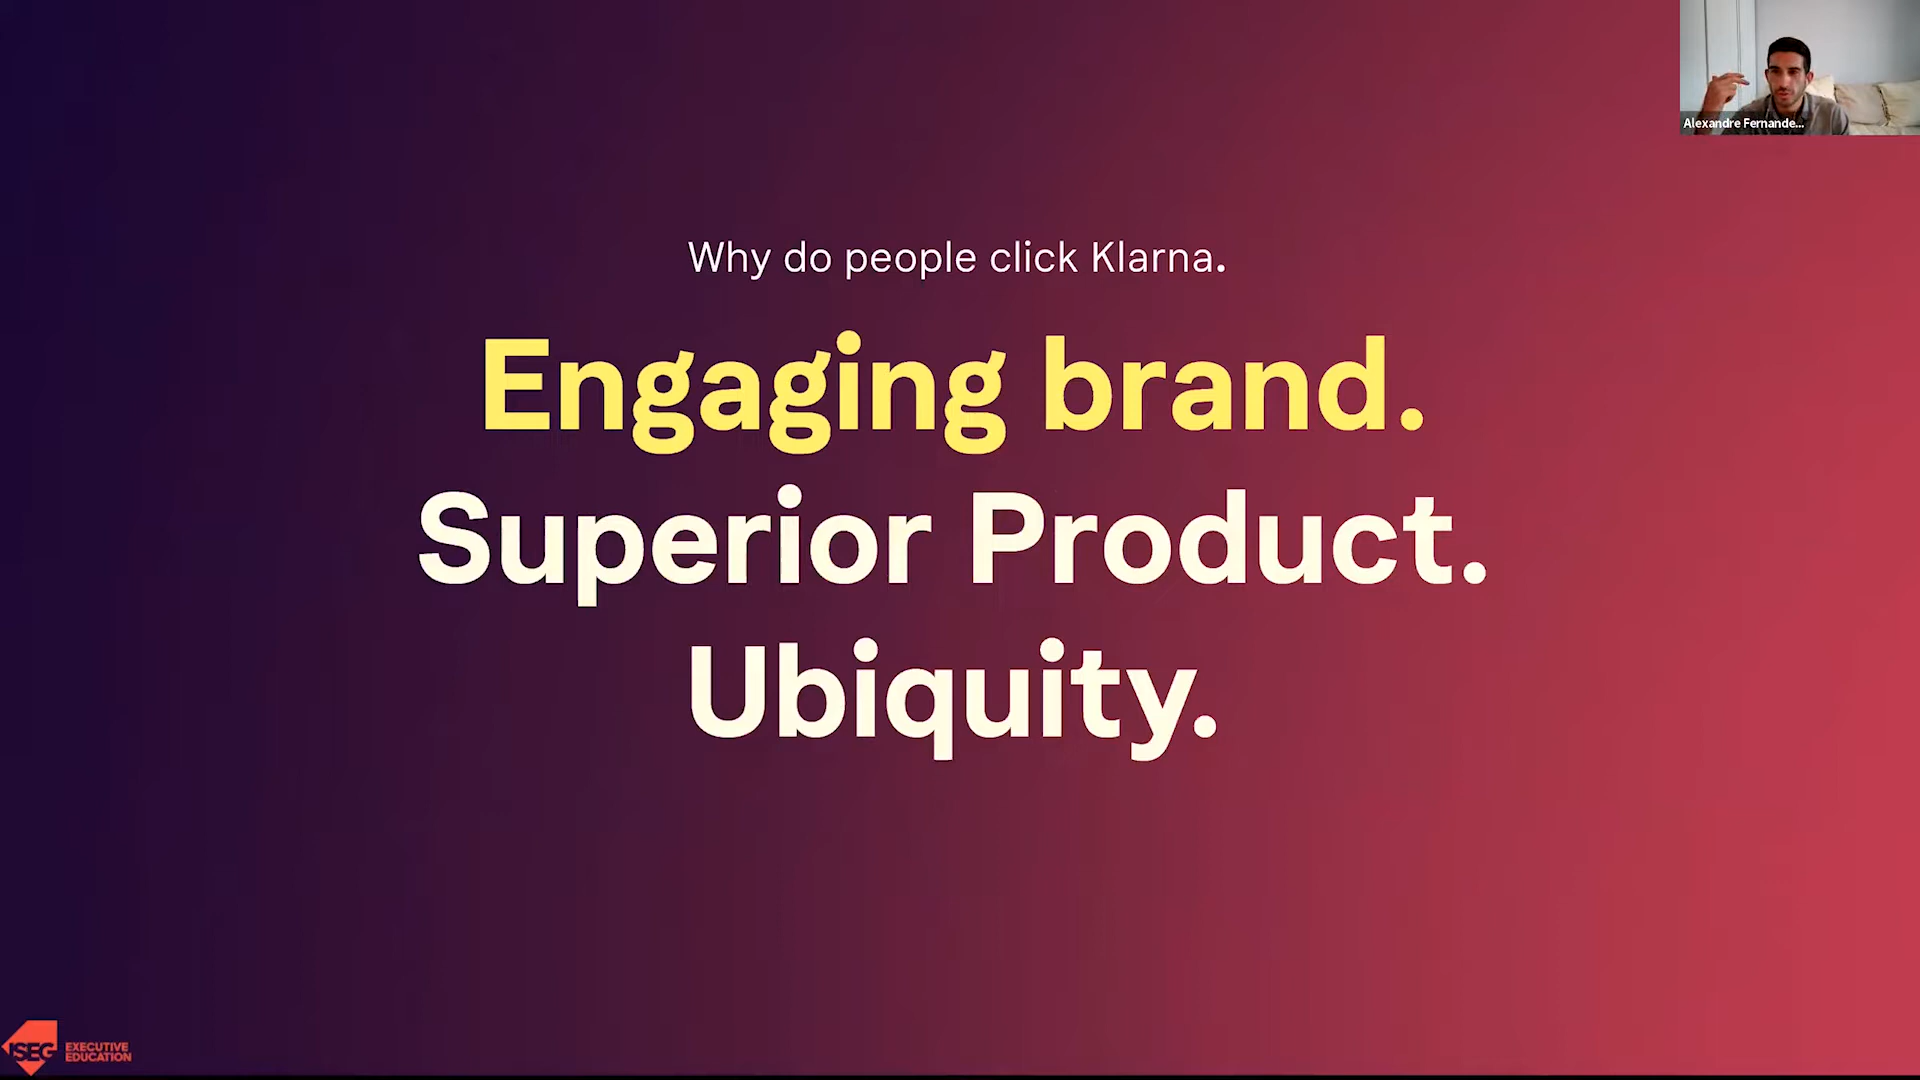 Alexandre Fernande...
Why do people click Klarna.
Engaging brand.
Superior Product.
Ubiquity.
ISEG
EXECUTIVE
EDUCATION